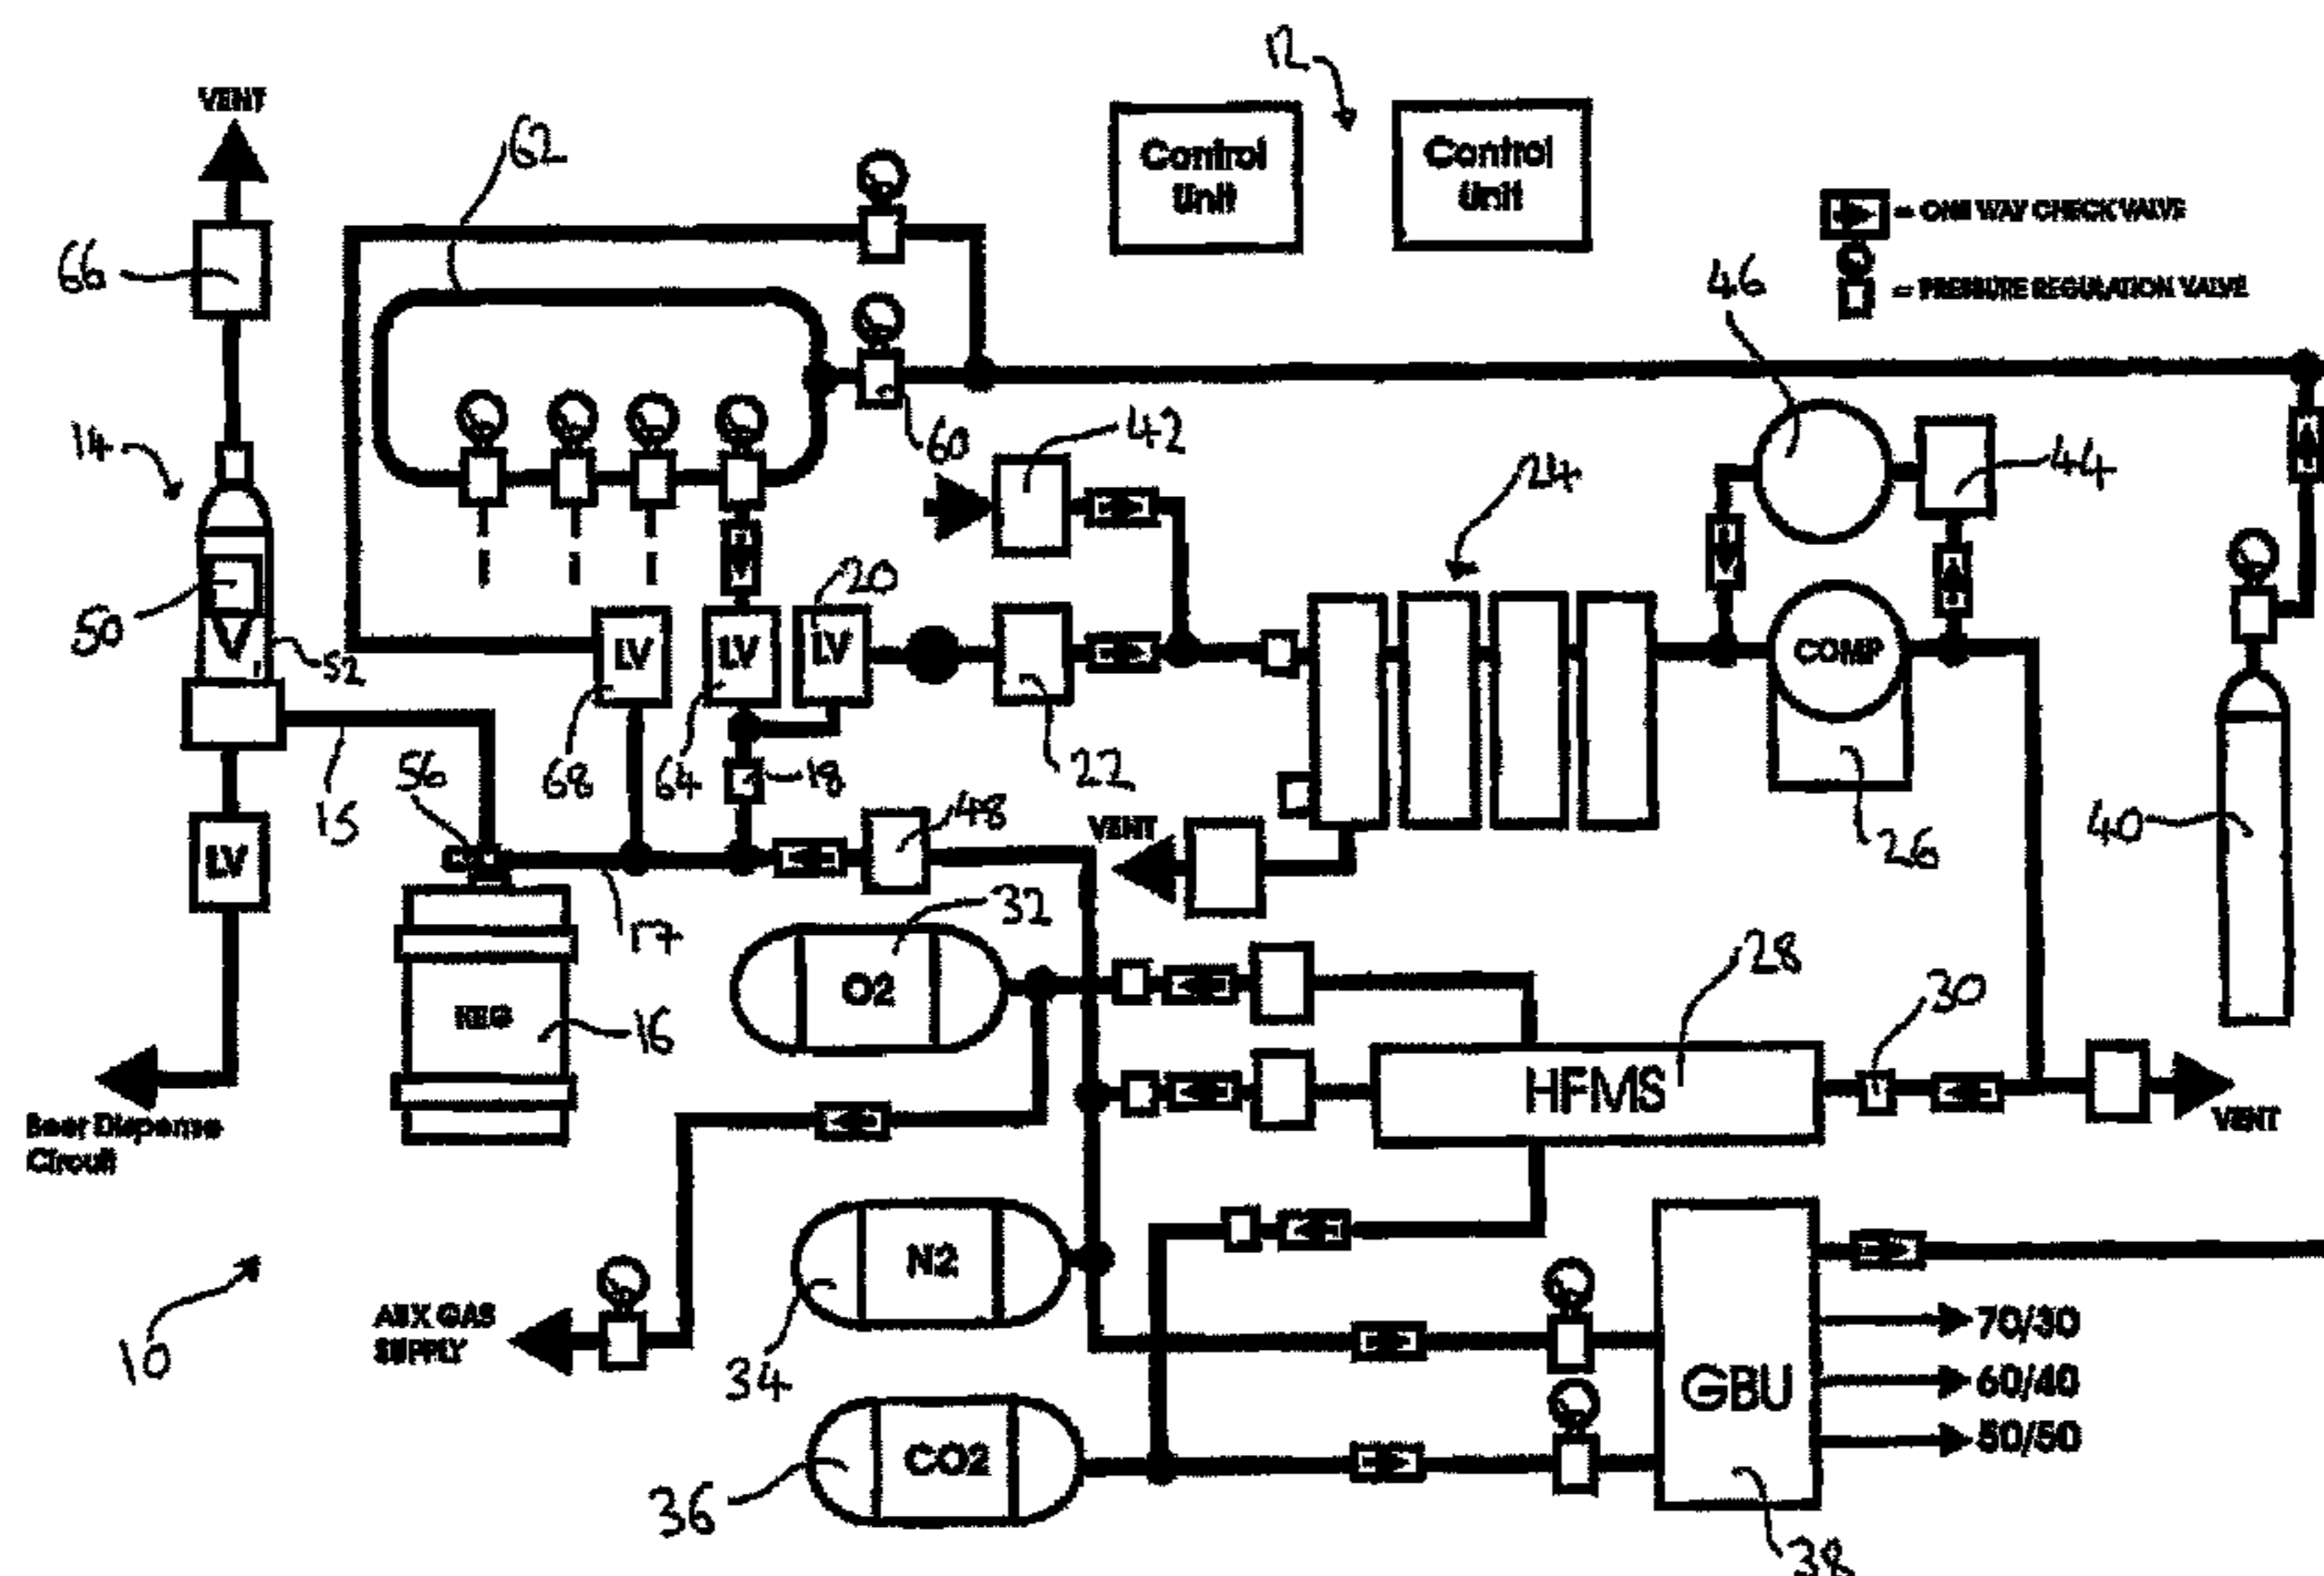 12
VENT
62
Control
Unit
Control
Unit
= ONE WAY CHECK VALVE
= PRESSURE REGULATION VALVE
66
46
14
60
42
24
44
50
52
20
LV
LV
LV
COMP
68
64
18
22
56
15
48
VENT
26
40
LV
17
32
O2
28
30
KEG
16
HFMS
VENT
Beer Dispense
Circuit
N2
10
AUX GAS
SUPPLY
34
70/30
60/40
50/50
GBU
CO2
36
38